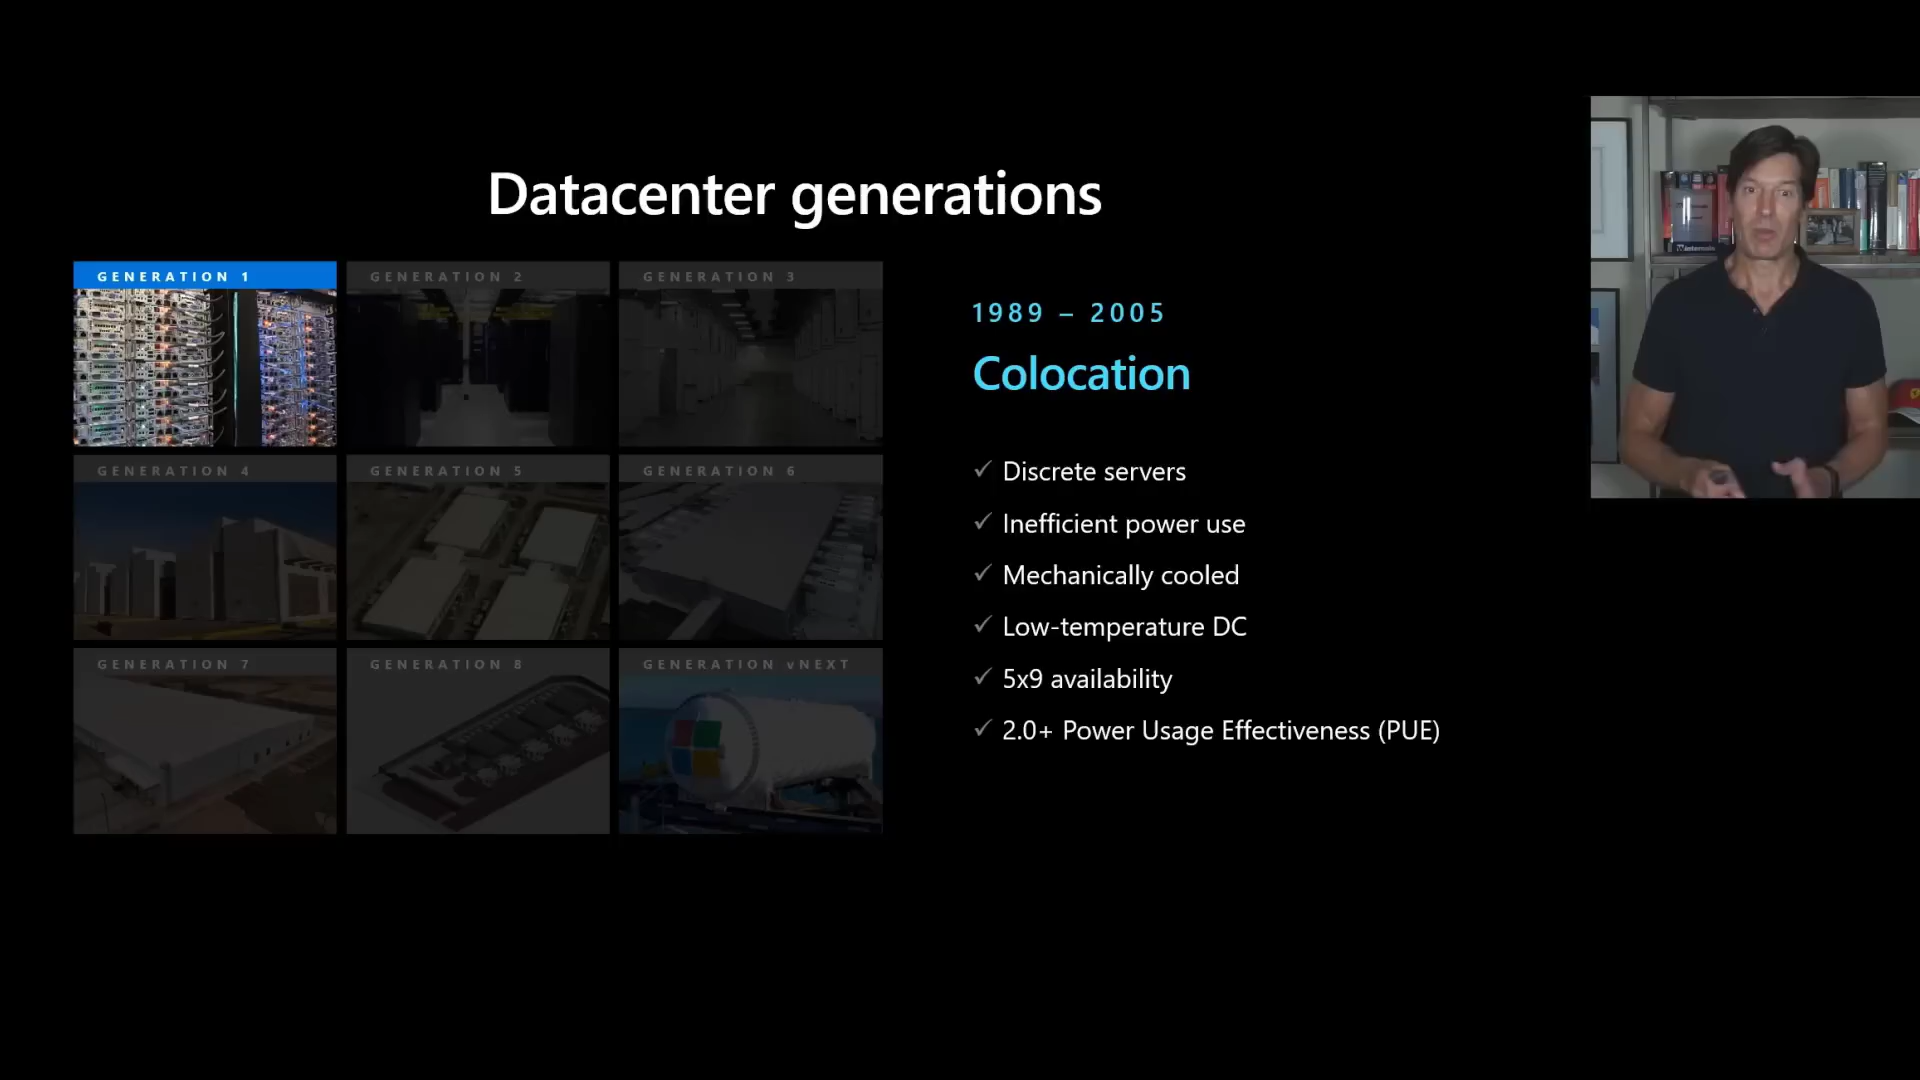 Datacenter generations
GENERATION 1
GENERATION 2
GENERATION 3
GENERATION 4
GENERATION 5
GENERATION 6
GENERATION 7
GENERATION 8
GENERATION vNEXT
1989 – 2005
Colocation
✓ Discrete servers
✓ Inefficient power use
✓ Mechanically cooled
✓ Low-temperature DC
✓ 5x9 availability
✓ 2.0+ Power Usage Effectiveness (PUE)